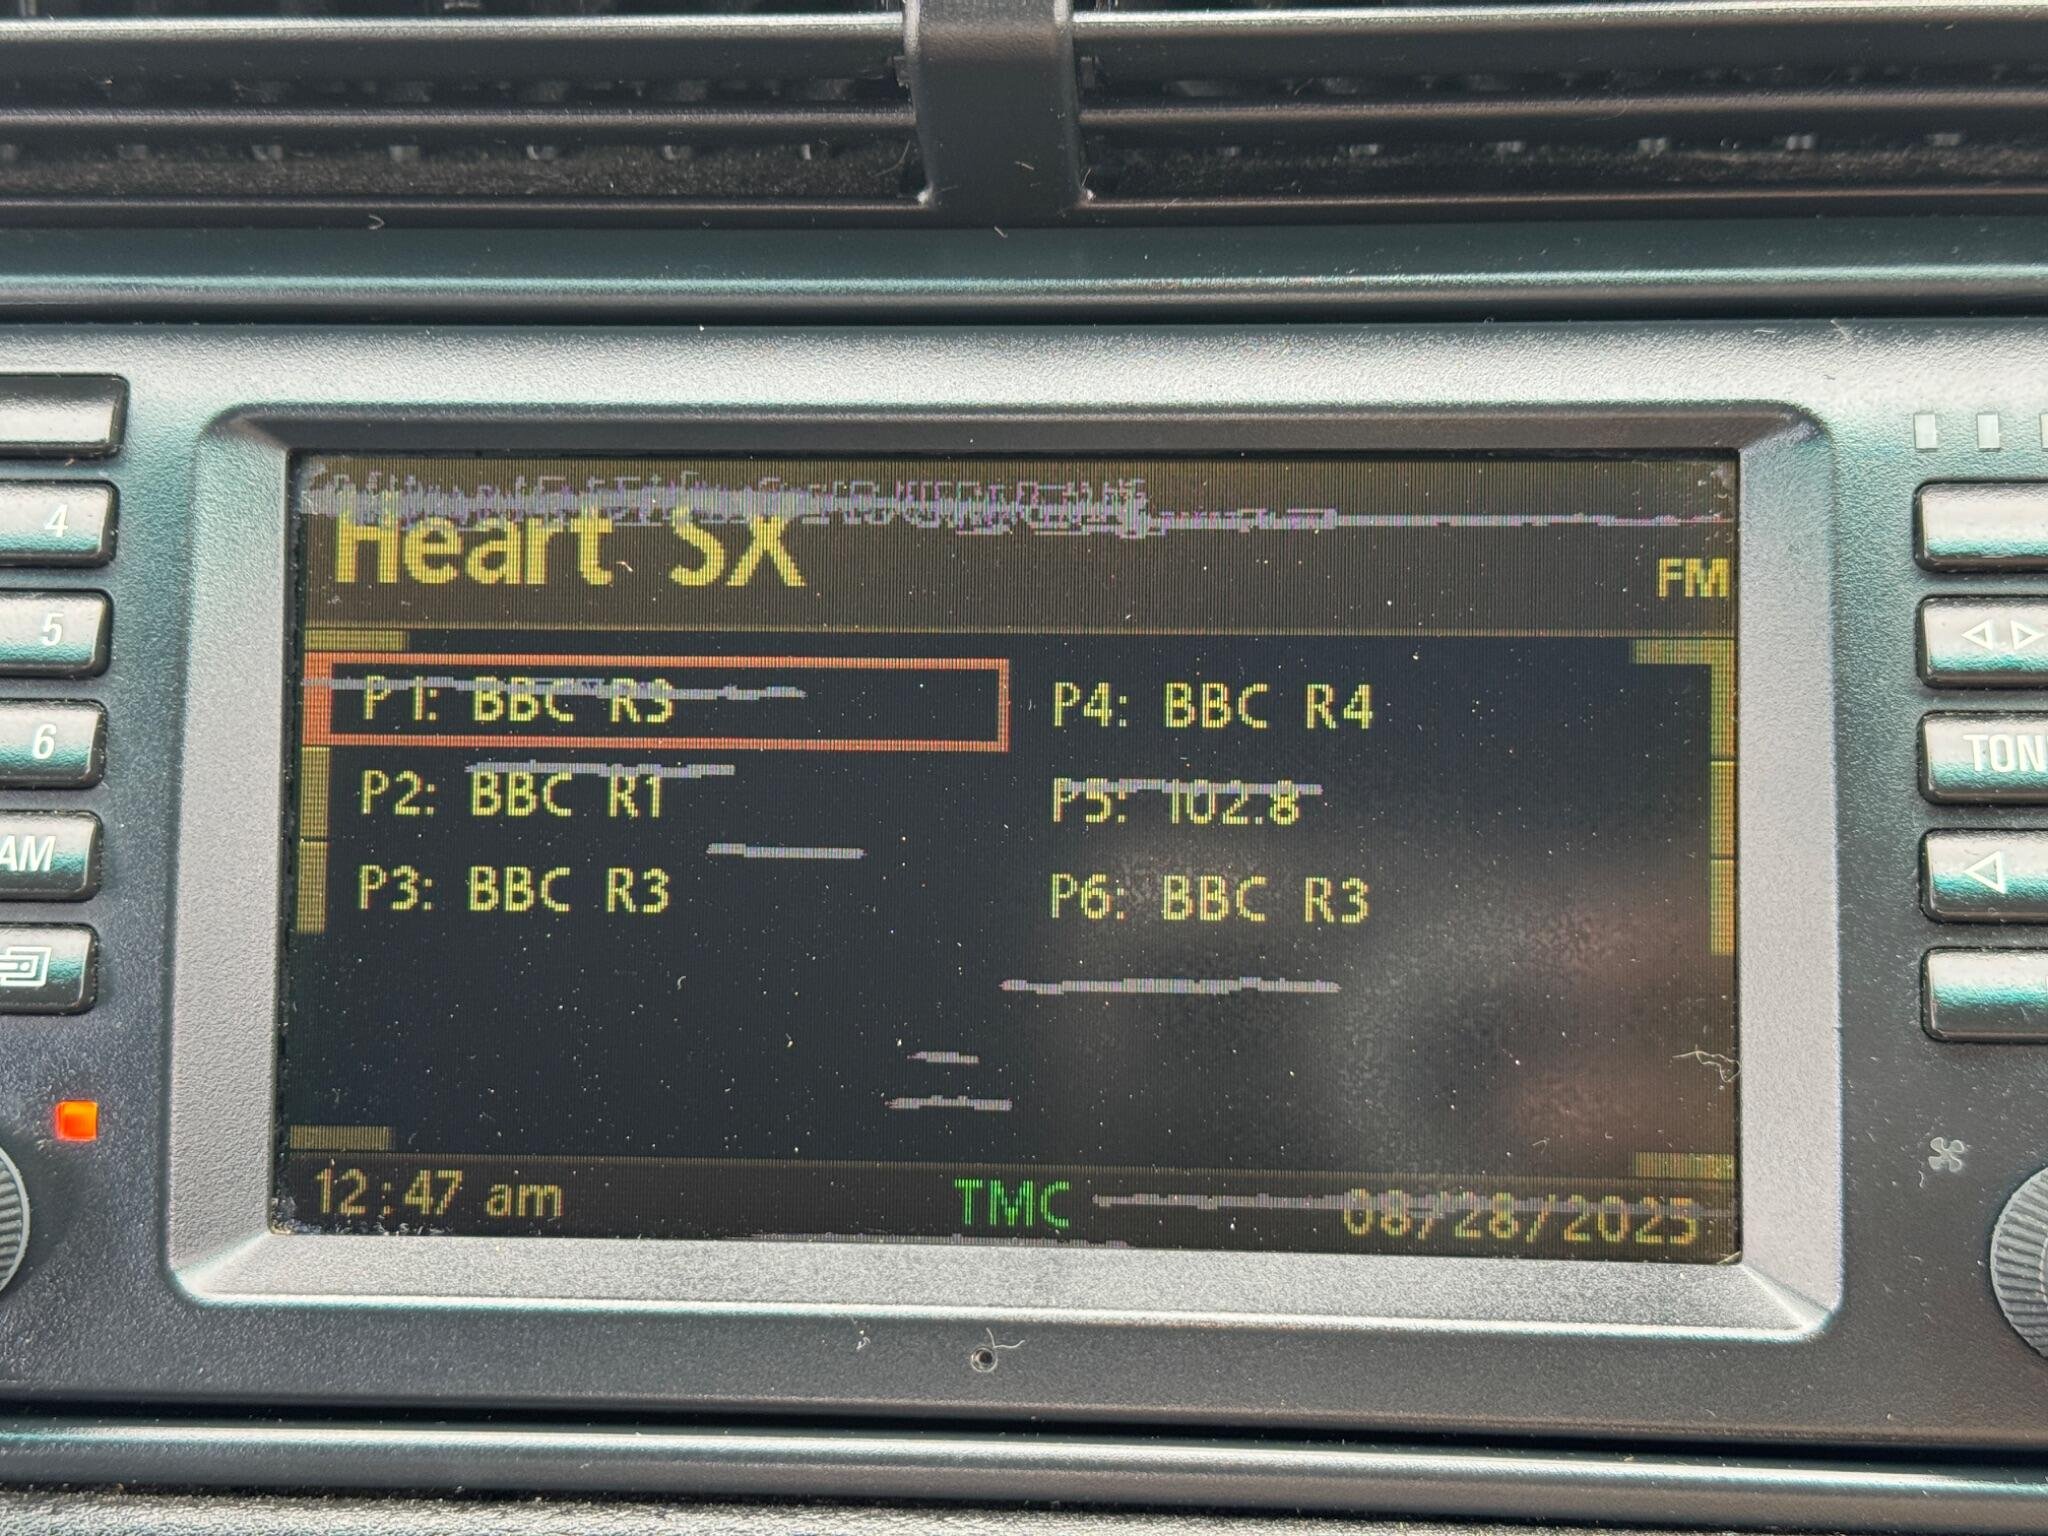 Heart SX
FM
P1: BBC R3
P4: BBC R4
P2: BBC R1
P5: 102.8
P3: BBC R3
P6: BBC R3
12:47 am
TMC
08/28/2025
4
5
6
AM